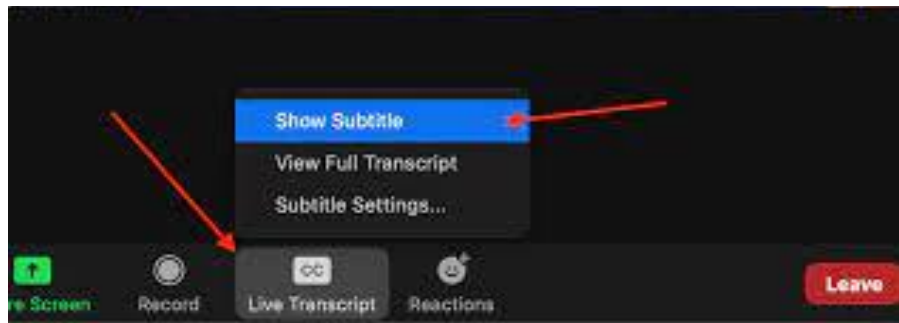 Show Subtitle
View Full Transcript
Subtitle Settings...
CC
re Screen Record Live Transcript Reactions Leave